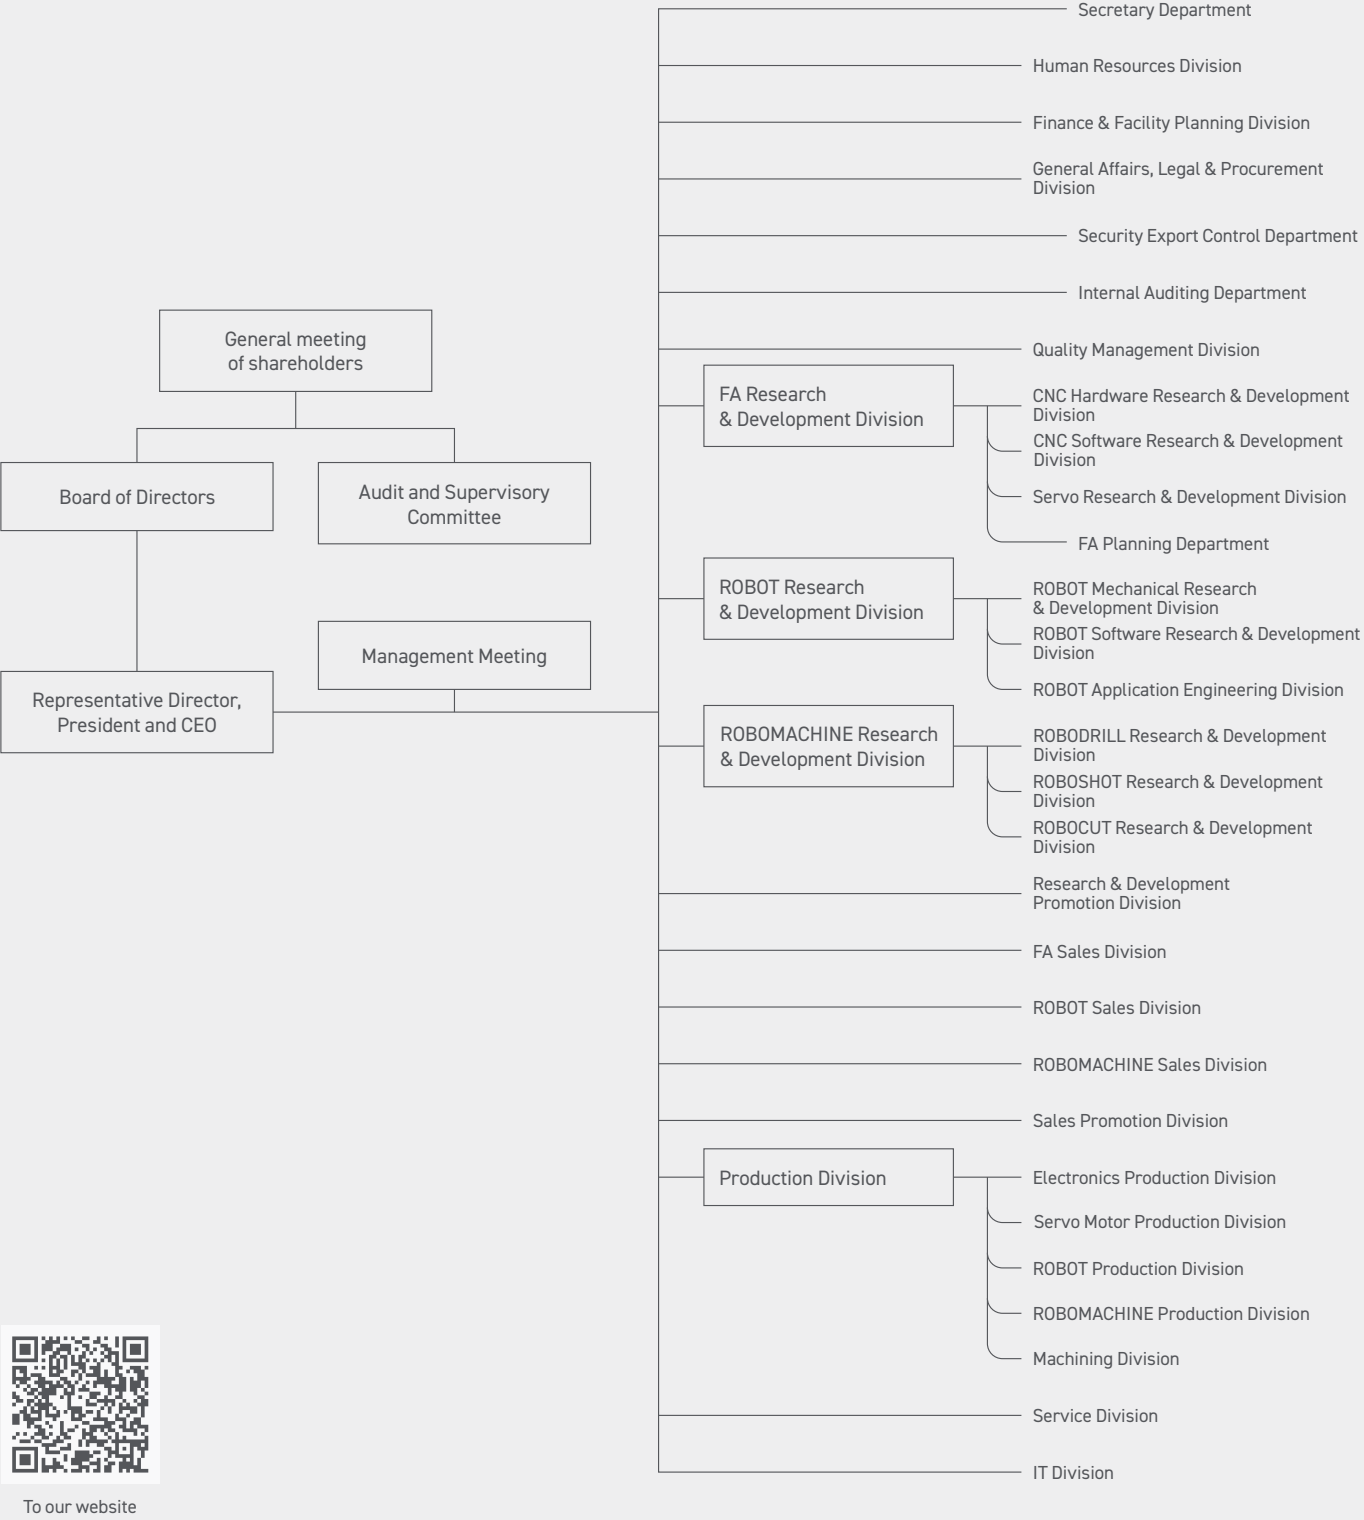 General meeting
of shareholders
Board of Directors
Audit and Supervisory
Committee
Management Meeting
Representative Director,
President and CEO
Secretary Department
Human Resources Division
Finance & Facility Planning Division
General Affairs, Legal & Procurement
Division
Security Export Control Department
Internal Auditing Department
Quality Management Division
FA Research
& Development Division
CNC Hardware Research & Development
Division
CNC Software Research & Development
Division
Servo Research & Development Division
FA Planning Department
ROBOT Research
& Development Division
ROBOT Mechanical Research
& Development Division
ROBOT Software Research & Development
Division
ROBOT Application Engineering Division
ROBOMACHINE Research
& Development Division
ROBODRILL Research & Development
Division
ROBOSHOT Research & Development
Division
ROBOCUT Research & Development
Division
Research & Development
Promotion Division
FA Sales Division
ROBOT Sales Division
ROBOMACHINE Sales Division
Sales Promotion Division
Production Division
Electronics Production Division
Servo Motor Production Division
ROBOT Production Division
ROBOMACHINE Production Division
Machining Division
Service Division
IT Division
To our website